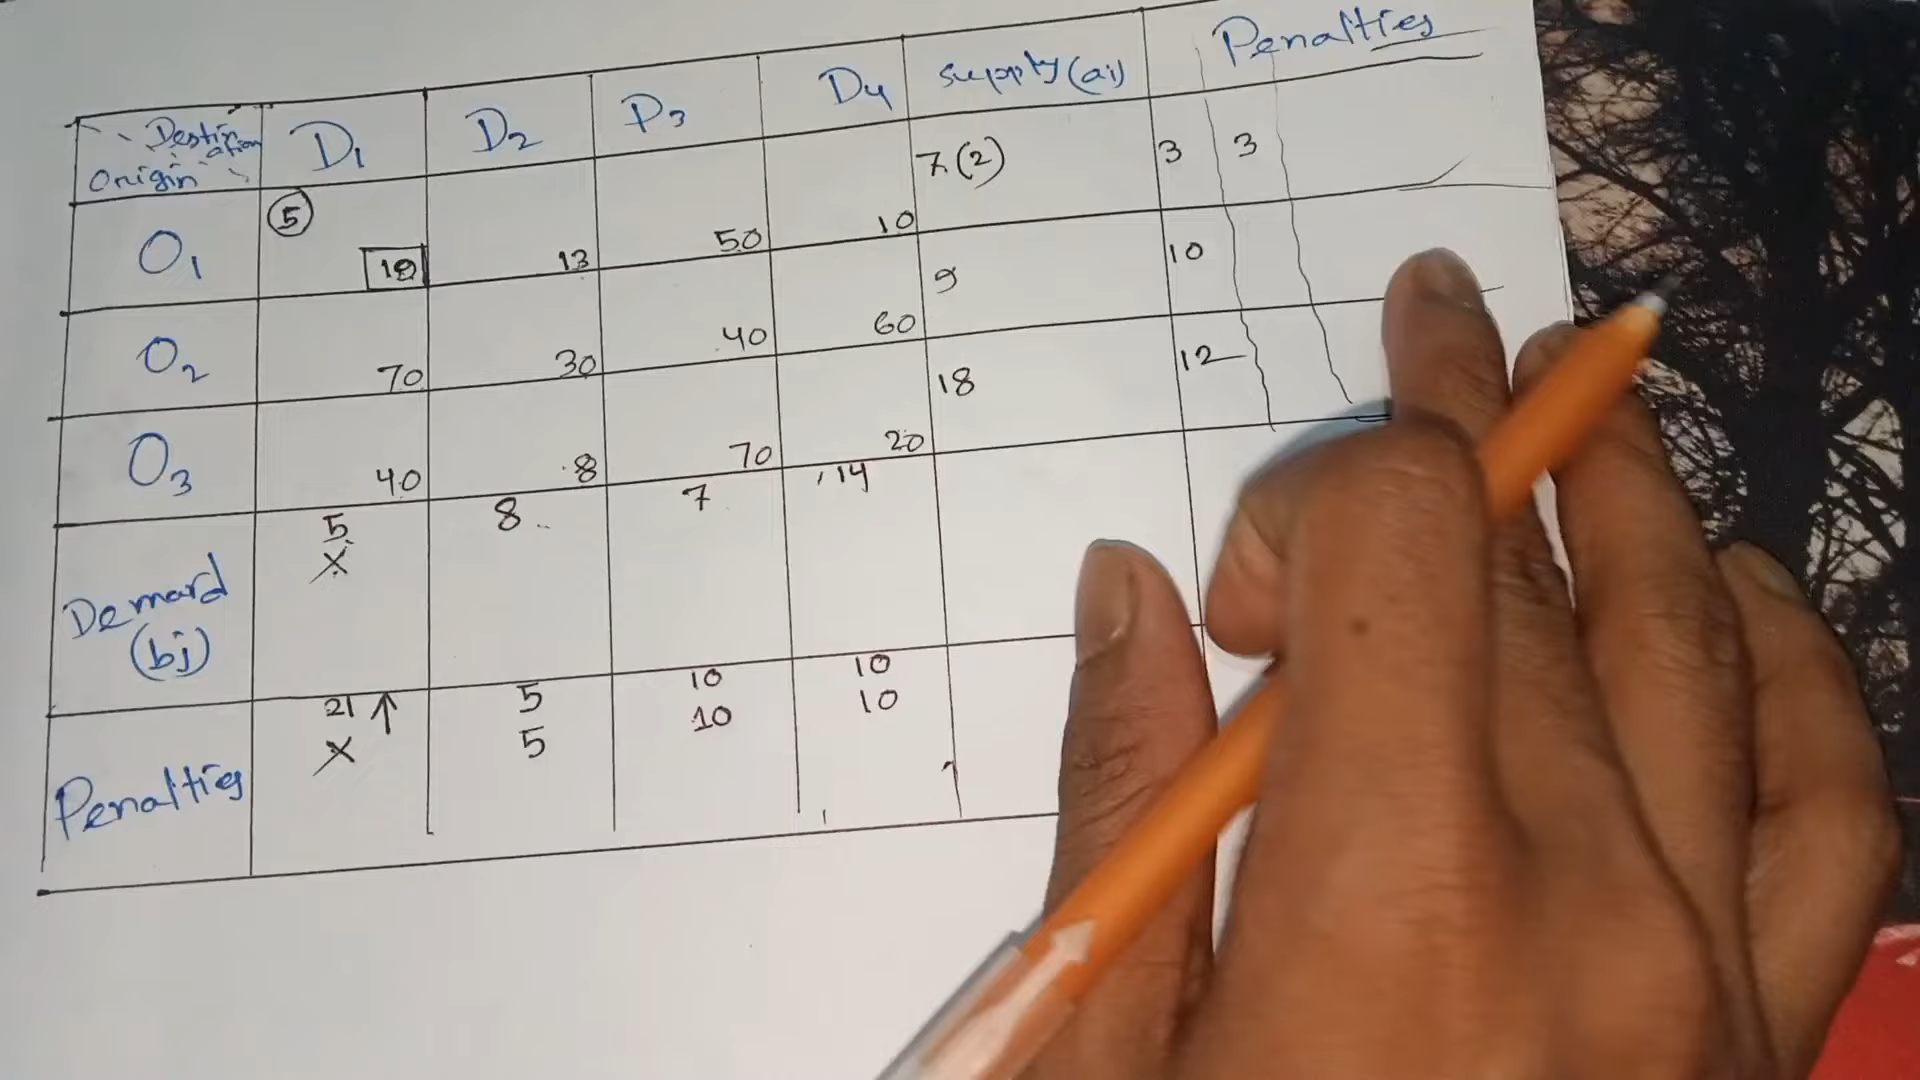 Destin ation Origin D1 D2 D3 D4 supply (ai) Penalties
O1 5 19 13 50 10 7 (2) 3 3
O2 70 30 40 60 9 10
O3 40 8 70 20 18 12
Demand (bj) 5 8 7 14
X
Penalties 21 ↑ 5 10 10
X 5 10 10